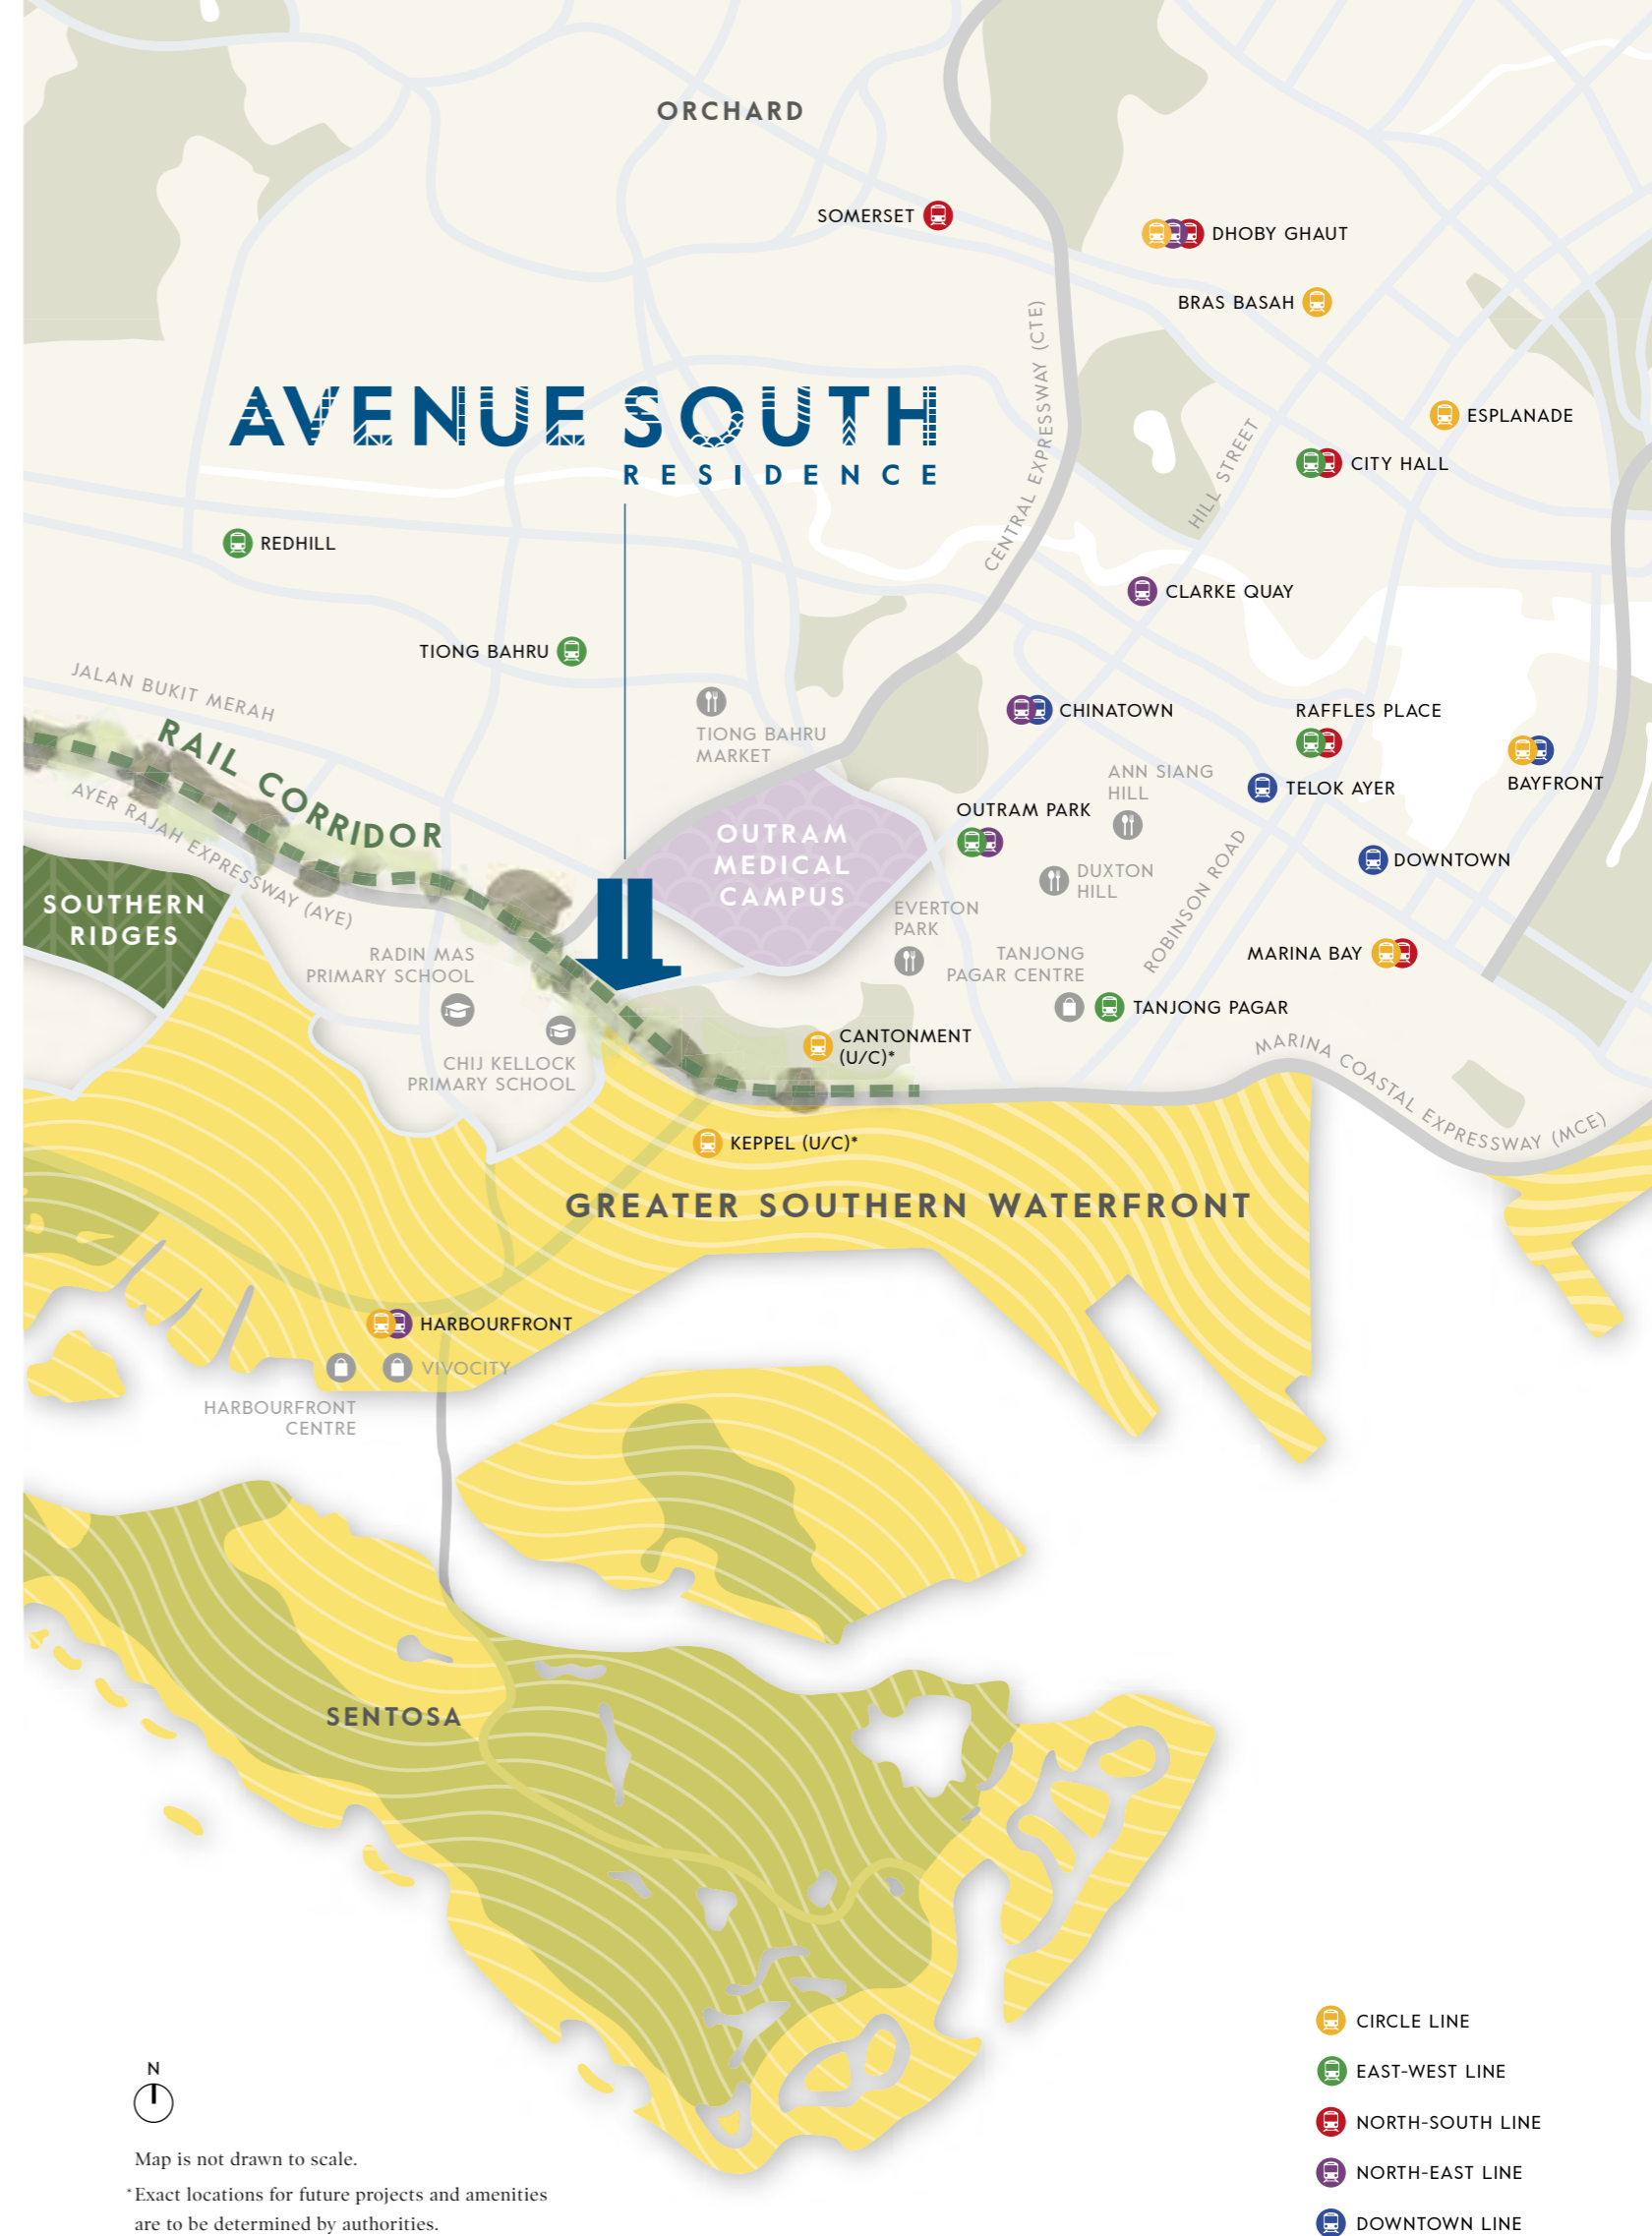 ORCHARD
SOMERSET
DHOBY GHAUT
BRAS BASAH
CENTRAL EXPRESSWAY (CTE)
AVENUE SOUTH
RESIDENCE
ESPLANADE
HILL STREET
CITY HALL
REDHILL
CLARKE QUAY
TIONG BAHRU
JALAN BUKIT MERAH
RAIL CORRIDOR
AYER RAJAH EXPRESSWAY (AYE)
TIONG BAHRU
MARKET
CHINATOWN
RAFFLES PLACE
ANN SIANG
HILL
TELOK AYER
BAYFRONT
OUTRAM PARK
OUTRAM
MEDICAL
CAMPUS
DOWNTOWN
DUXTON
HILL
SOUTHERN
RIDGES
EVERTON
PARK
ROBINSON ROAD
RADIN MAS
PRIMARY SCHOOL
TANJONG
PAGAR CENTRE
MARINA BAY
TANJONG PAGAR
CANTONMENT
(U/C)*
CHIJ KELLOCK
PRIMARY SCHOOL
MARINA COASTAL EXPRESSWAY (MCE)
KEPPEL (U/C)*
GREATER SOUTHERN WATERFRONT
HARBOURFRONT
VIVOCITY
HARBOURFRONT
CENTRE
SENTOSA
N
Map is not drawn to scale.
*Exact locations for future projects and amenities
are to be determined by authorities.
CIRCLE LINE
EAST-WEST LINE
NORTH-SOUTH LINE
NORTH-EAST LINE
DOWNTOWN LINE